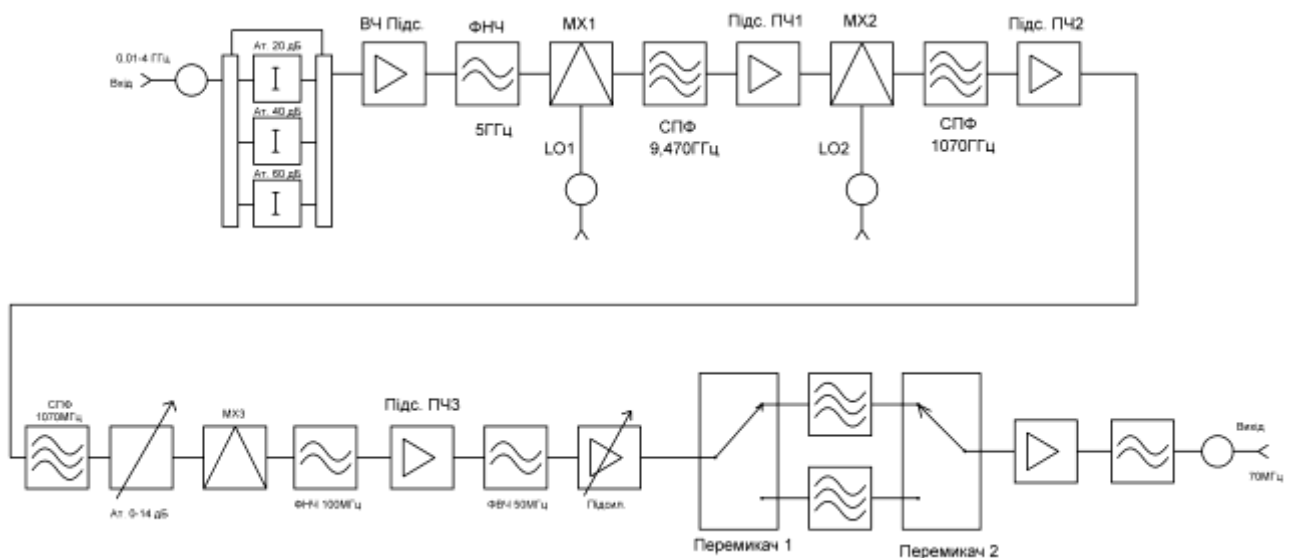 ВЧ Підс.
ФНЧ
MX1
Підс. ПЧ1
MX2
Підс. ПЧ2
Ат. 20 дБ
0.01-4 ГГц
Вхід
Ат. 40 дБ
5ГГц
СПФ
9,470ГГц
СПФ
1070ГГц
LO1
LO2
Ат. 60 дБ
СПФ
1070МГц
MX3
Підс. ПЧ3
Ат. 0-14 дБ
ФНЧ 100МГц
ФВЧ 50МГц
Підсил.
Вихід
70МГц
Перемикач 1
Перемикач 2